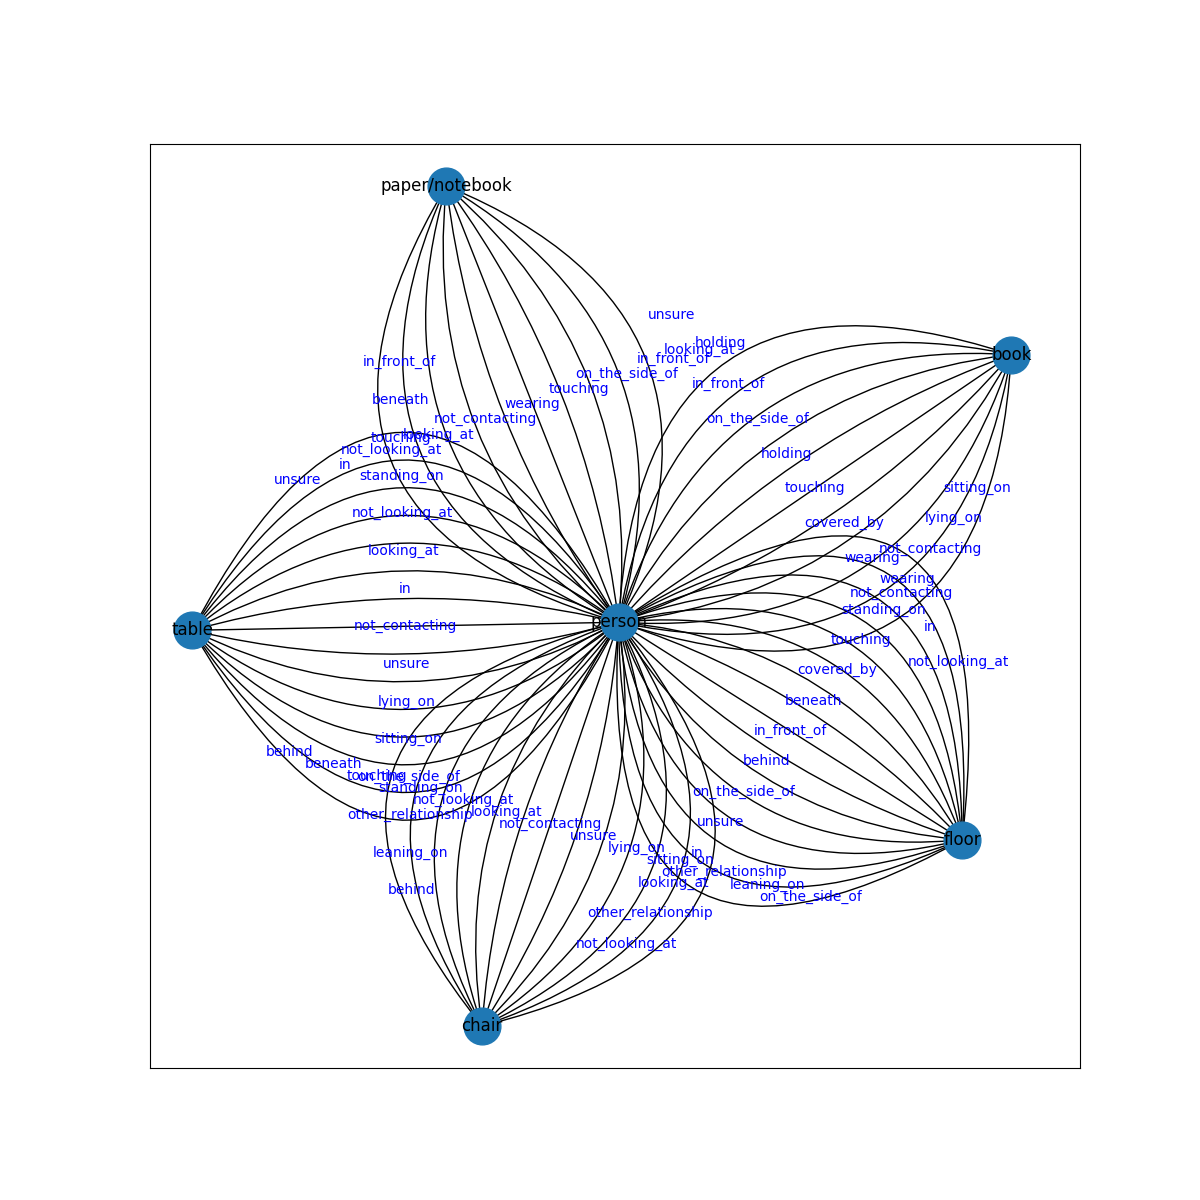 paper/notebook
unsure
holding
looking_at
in_front_of
book
in_front_of
on_the_side_of
in_front_of
touching
beneath
wearing
not_contacting
on_the_side_of
looking_at
touching
not_looking_at
holding
in
standing_on
unsure
touching
sitting_on
not_looking_at
lying_on
covered_by
looking_at
not_contacting
wearing
wearing
in
not_contacting
standing_on
person
not_contacting
in
table
touching
unsure
not_looking_at
covered_by
lying_on
beneath
in_front_of
sitting_on
behind
behind
beneath
touching
on_the_side_of
standing_on
on_the_side_of
not_looking_at
looking_at
other_relationship
not_contacting
unsure
unsure
floor
lying_on
leaning_on
in
sitting_on
other_relationship
looking_at
leaning_on
behind
on_the_side_of
other_relationship
not_looking_at
chair